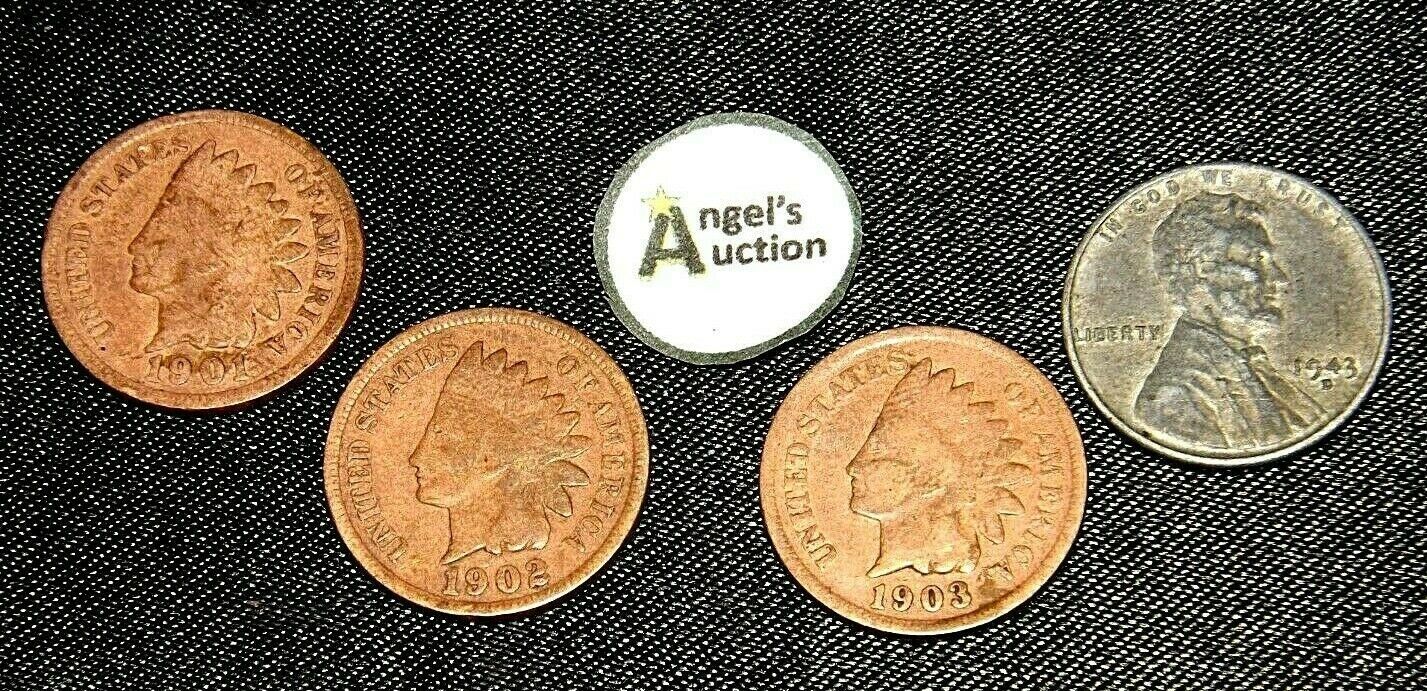 UNITED STATES OF AMERICA
1901
UNITED STATES OF AMERICA
1902
Angel's
Auction
UNITED STATES OF AMERICA
1903
IN GOD WE TRUST
LIBERTY
1943